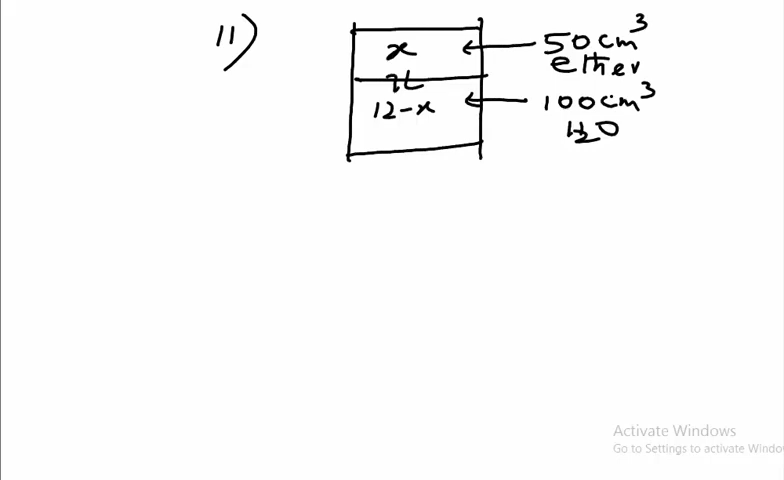 11)
x
50cm³
ether
12-x
100cm³
H₂O
Activate Windows
Go to Settings to activate Windo